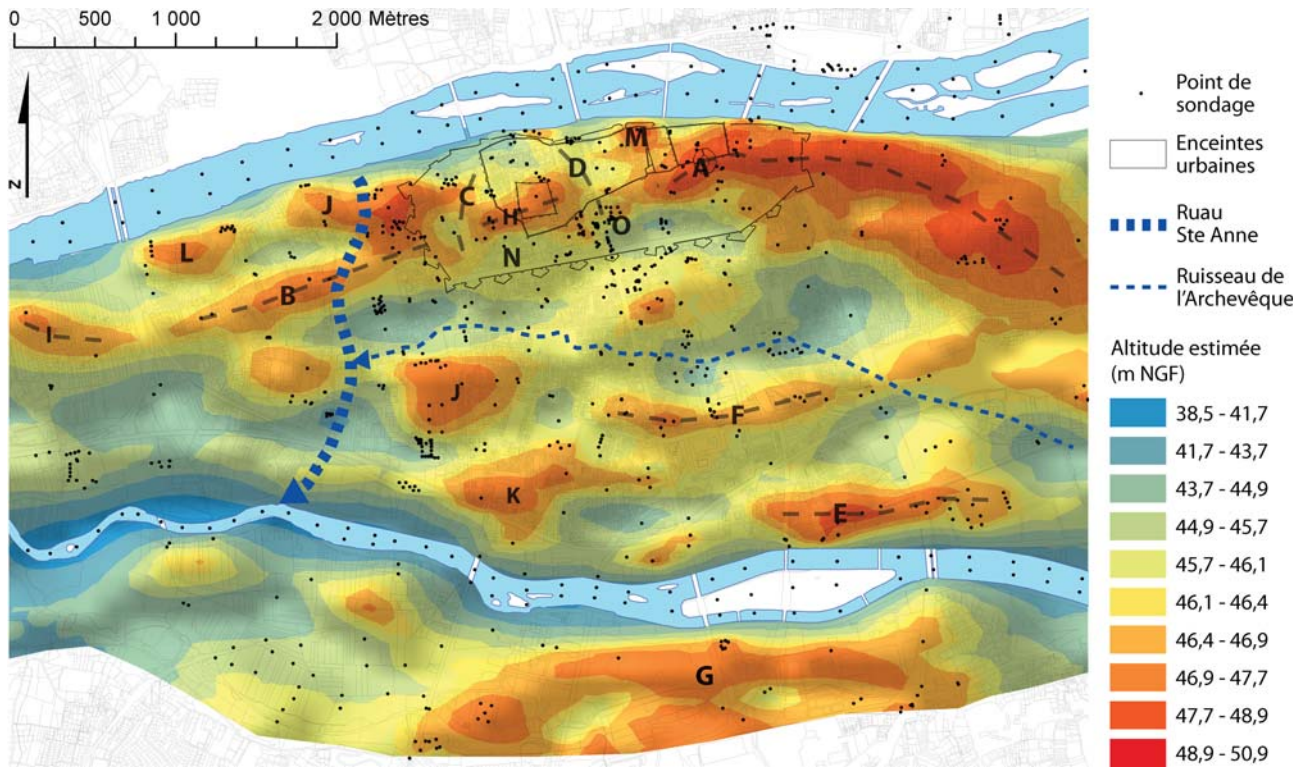 0 500 1 000 2 000 Mètres
N
M
A
D
C
J
H
O
L
N
B
I
J
F
K
E
G
Point de
sondage
Enceintes
urbaines
Ruau
Ste Anne
Ruisseau de
l'Archevêque
Altitude estimée
(m NGF)
38,5 - 41,7
41,7 - 43,7
43,7 - 44,9
44,9 - 45,7
45,7 - 46,1
46,1 - 46,4
46,4 - 46,9
46,9 - 47,7
47,7 - 48,9
48,9 - 50,9